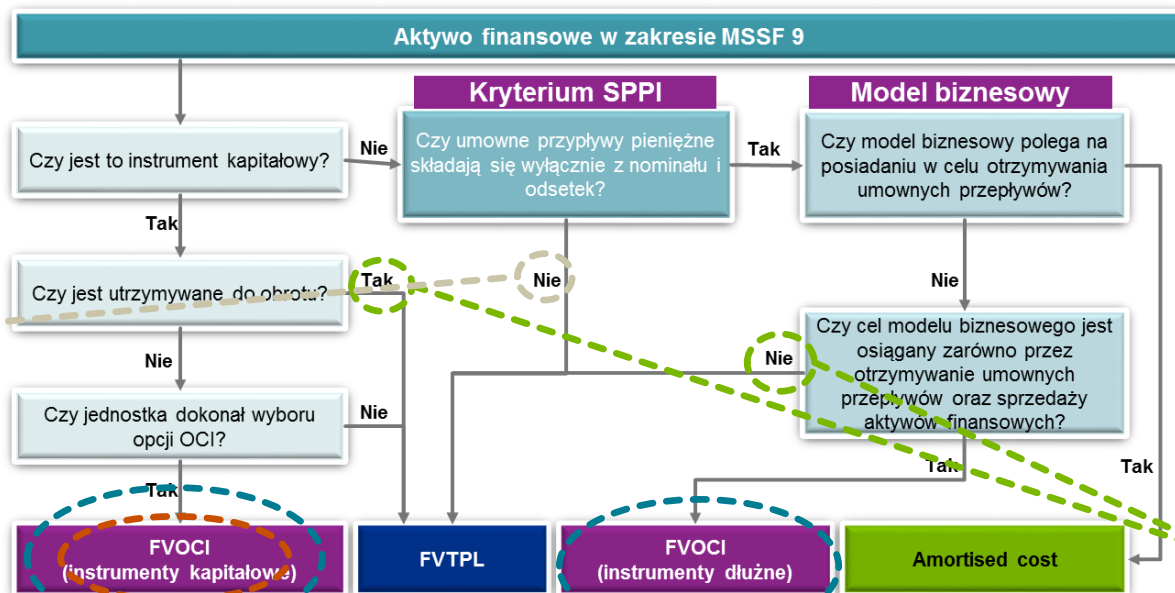 Aktywo finansowe w zakresie MSSF 9
Kryterium SPPI
Model biznesowy
Czy jest to instrument kapitałowy?
Nie
Czy umowne przypływy pieniężne
składają się wyłącznie z nominału i
odsetek?
Tak
Czy model biznesowy polega na
posiadaniu w celu otrzymywania
umownych przepływów?
Tak
Czy jest utrzymywane do obrotu?
Tak
Nie
Nie
Nie
Czy cel modelu biznesowego jest
osiągany zarówno przez
otrzymywanie umownych
przepływów oraz sprzedaży
aktywów finansowych?
Nie
Czy jednostka dokonał wyboru
opcji OCI?
Nie
Tak
Tak
Tak
FVOCI
(instrumenty kapitałowe)
FVTPL
FVOCI
(instrumenty dłużne)
Amortised cost